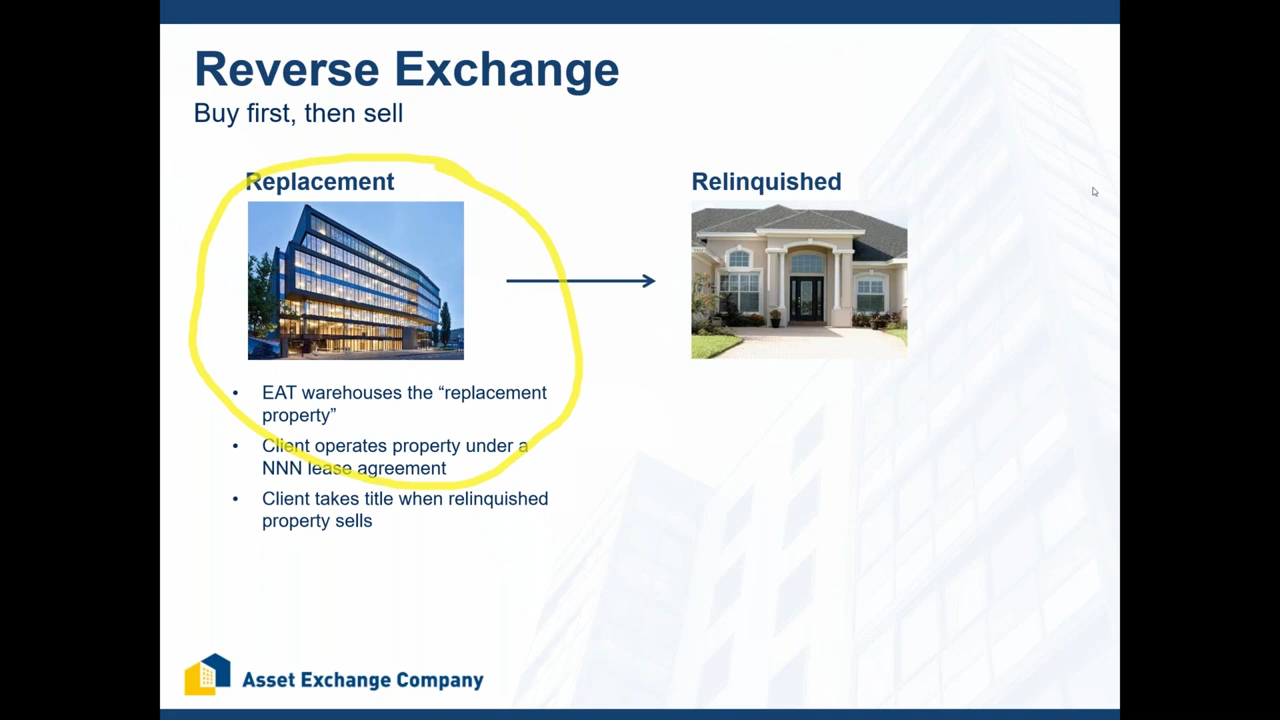 Reverse Exchange
Buy first, then sell
Replacement
Relinquished
• EAT warehouses the “replacement
property”
• Client operates property under a
NNN lease agreement
• Client takes title when relinquished
property sells
Asset Exchange Company